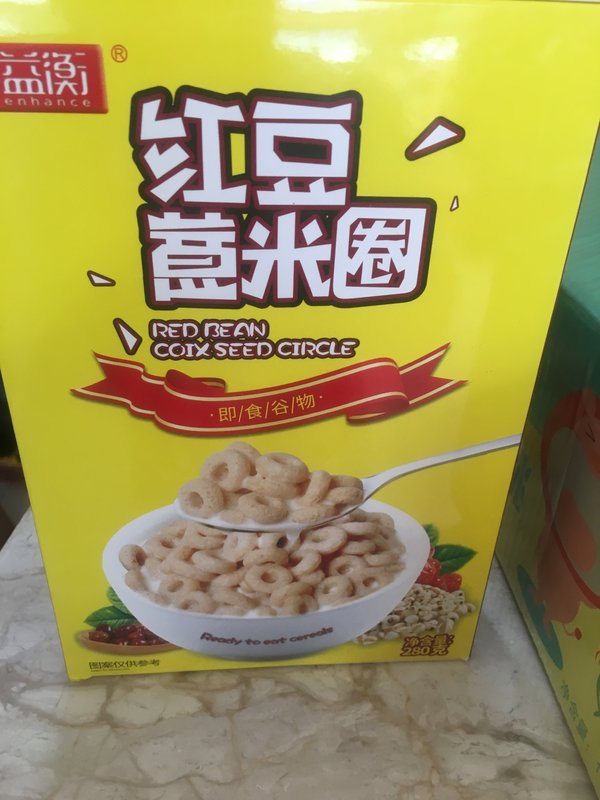 益衡®
enhance
红豆
薏米圈
RED BEAN
COIX SEED CIRCLE
·即/食/谷/物·
Ready to eat cereals
净含量:
280克
图案仅供参考